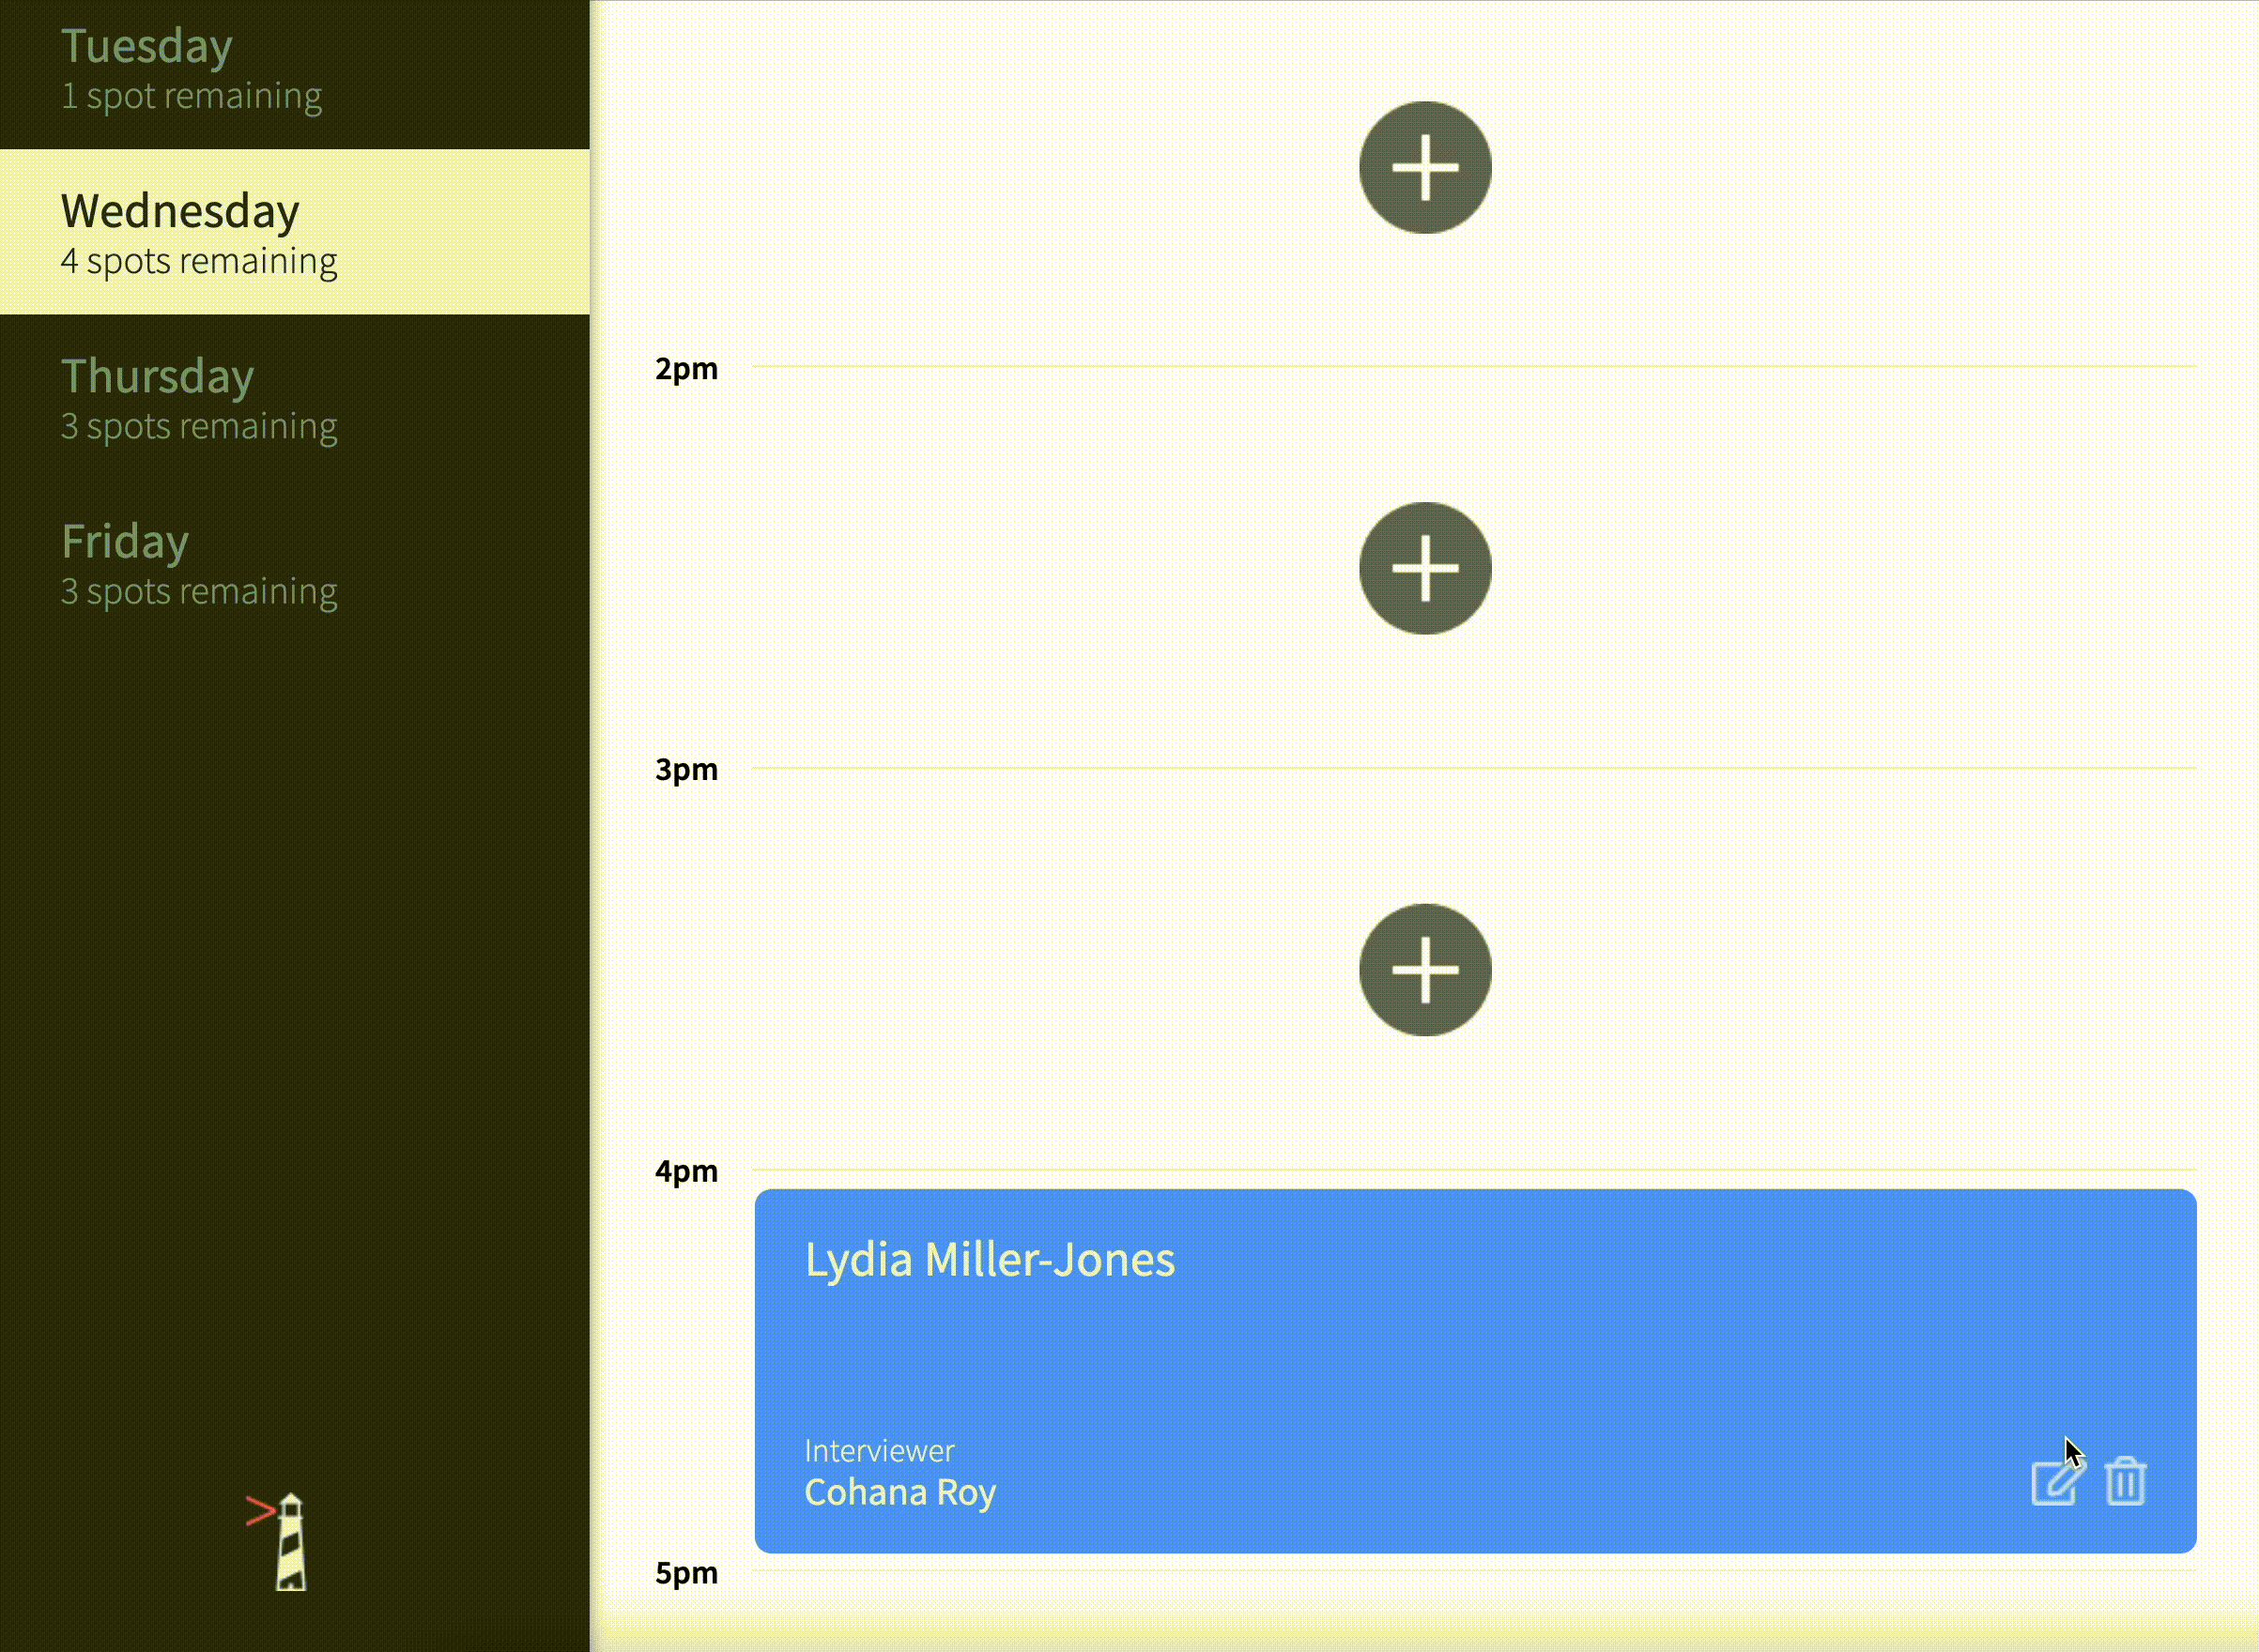 Tuesday
1 spot remaining
Wednesday
4 spots remaining
Thursday
3 spots remaining
Friday
3 spots remaining
2pm
3pm
4pm
Lydia Miller-Jones
Interviewer
Cohana Roy
5pm